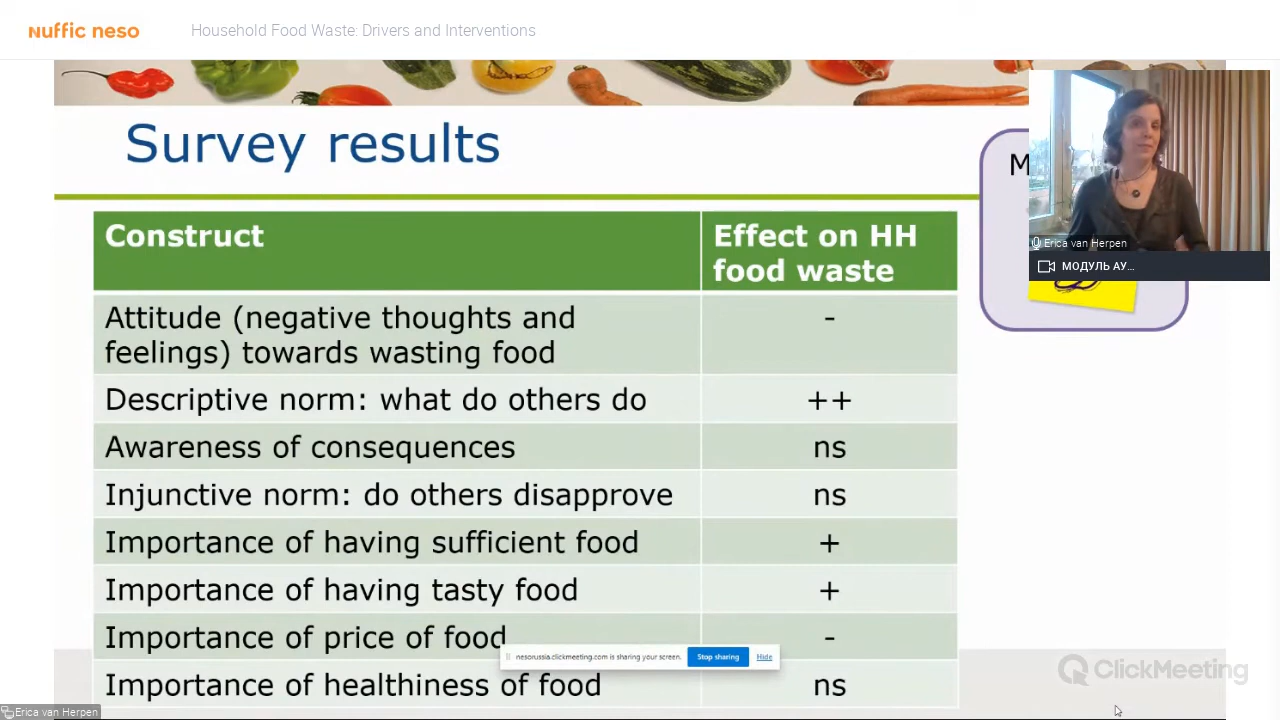 Nuffic neso
Household Food Waste: Drivers and Interventions
Survey results
M
Erica van Herpen
МОДУЛЬ АУ...
Construct
Effect on HH
food waste
Attitude (negative thoughts and
feelings) towards wasting food
-
Descriptive norm: what do others do
++
Awareness of consequences
ns
Injunctive norm: do others disapprove
ns
Importance of having sufficient food
+
Importance of having tasty food
+
Importance of price of food
-
nesorussia.clickmeeting.com is sharing your screen.
Stop sharing
Hide
Importance of healthiness of food
ns
ClickMeeting
Erica van Herpen